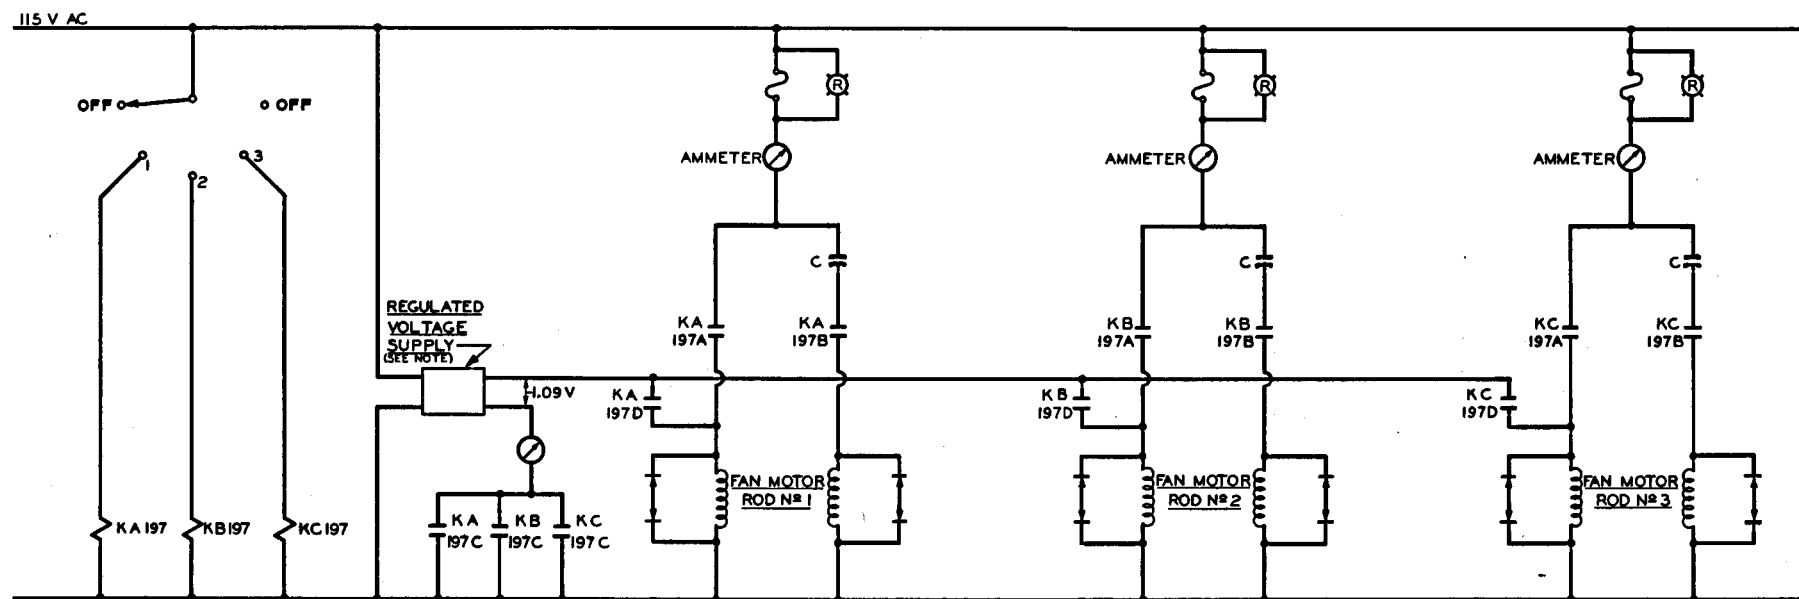 115 V AC
OFF
OFF
1
2
3
KA197
KB197
KC197
REGULATED
VOLTAGE
SUPPLY
(SEE NOTE)
1.09V
KA
197C
KB
197C
KC
197C
R
AMMETER
C
KA
197A
KA
197B
KA
197D
FAN MOTOR
ROD Nº 1
R
AMMETER
C
KB
197A
KB
197B
KB
197D
FAN MOTOR
ROD Nº 2
R
AMMETER
C
KC
197A
KC
197B
KC
197D
FAN MOTOR
ROD Nº 3